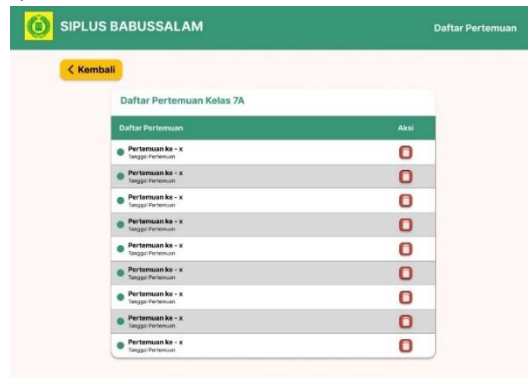 SIPLUS BABUSSALAM
Daftar Pertemuan
Kembali
Daftar Pertemuan Kelas 7A
Daftar Pertemuan Aksi
Pertemuan ke - x
Tanggal Pertemuan
Pertemuan ke - x
Tanggal Pertemuan
Pertemuan ke - x
Tanggal Pertemuan
Pertemuan ke - x
Tanggal Pertemuan
Pertemuan ke - x
Tanggal Pertemuan
Pertemuan ke - x
Tanggal Pertemuan
Pertemuan ke - x
Tanggal Pertemuan
Pertemuan ke - x
Tanggal Pertemuan
Pertemuan ke - x
Tanggal Pertemuan